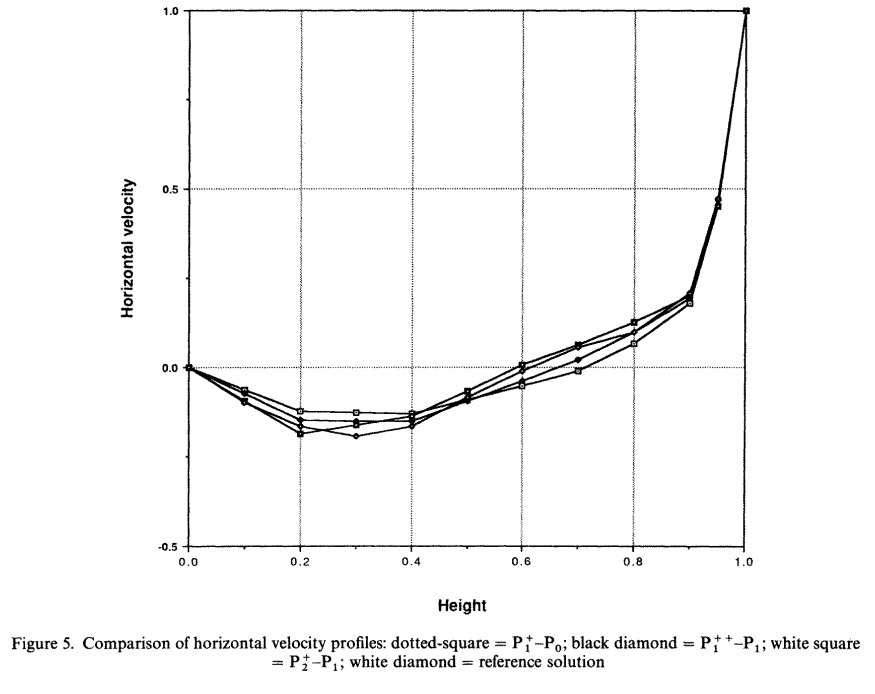 1.0
0.5
0.0
-0.5
Horizontal velocity
0.0 0.2 0.4 0.6 0.8 1.0
Height
Figure 5. Comparison of horizontal velocity profiles: dotted-square = P₁⁺–P₀; black diamond = P₁⁺⁺–P₁; white square
= P₂⁺–P₁; white diamond = reference solution